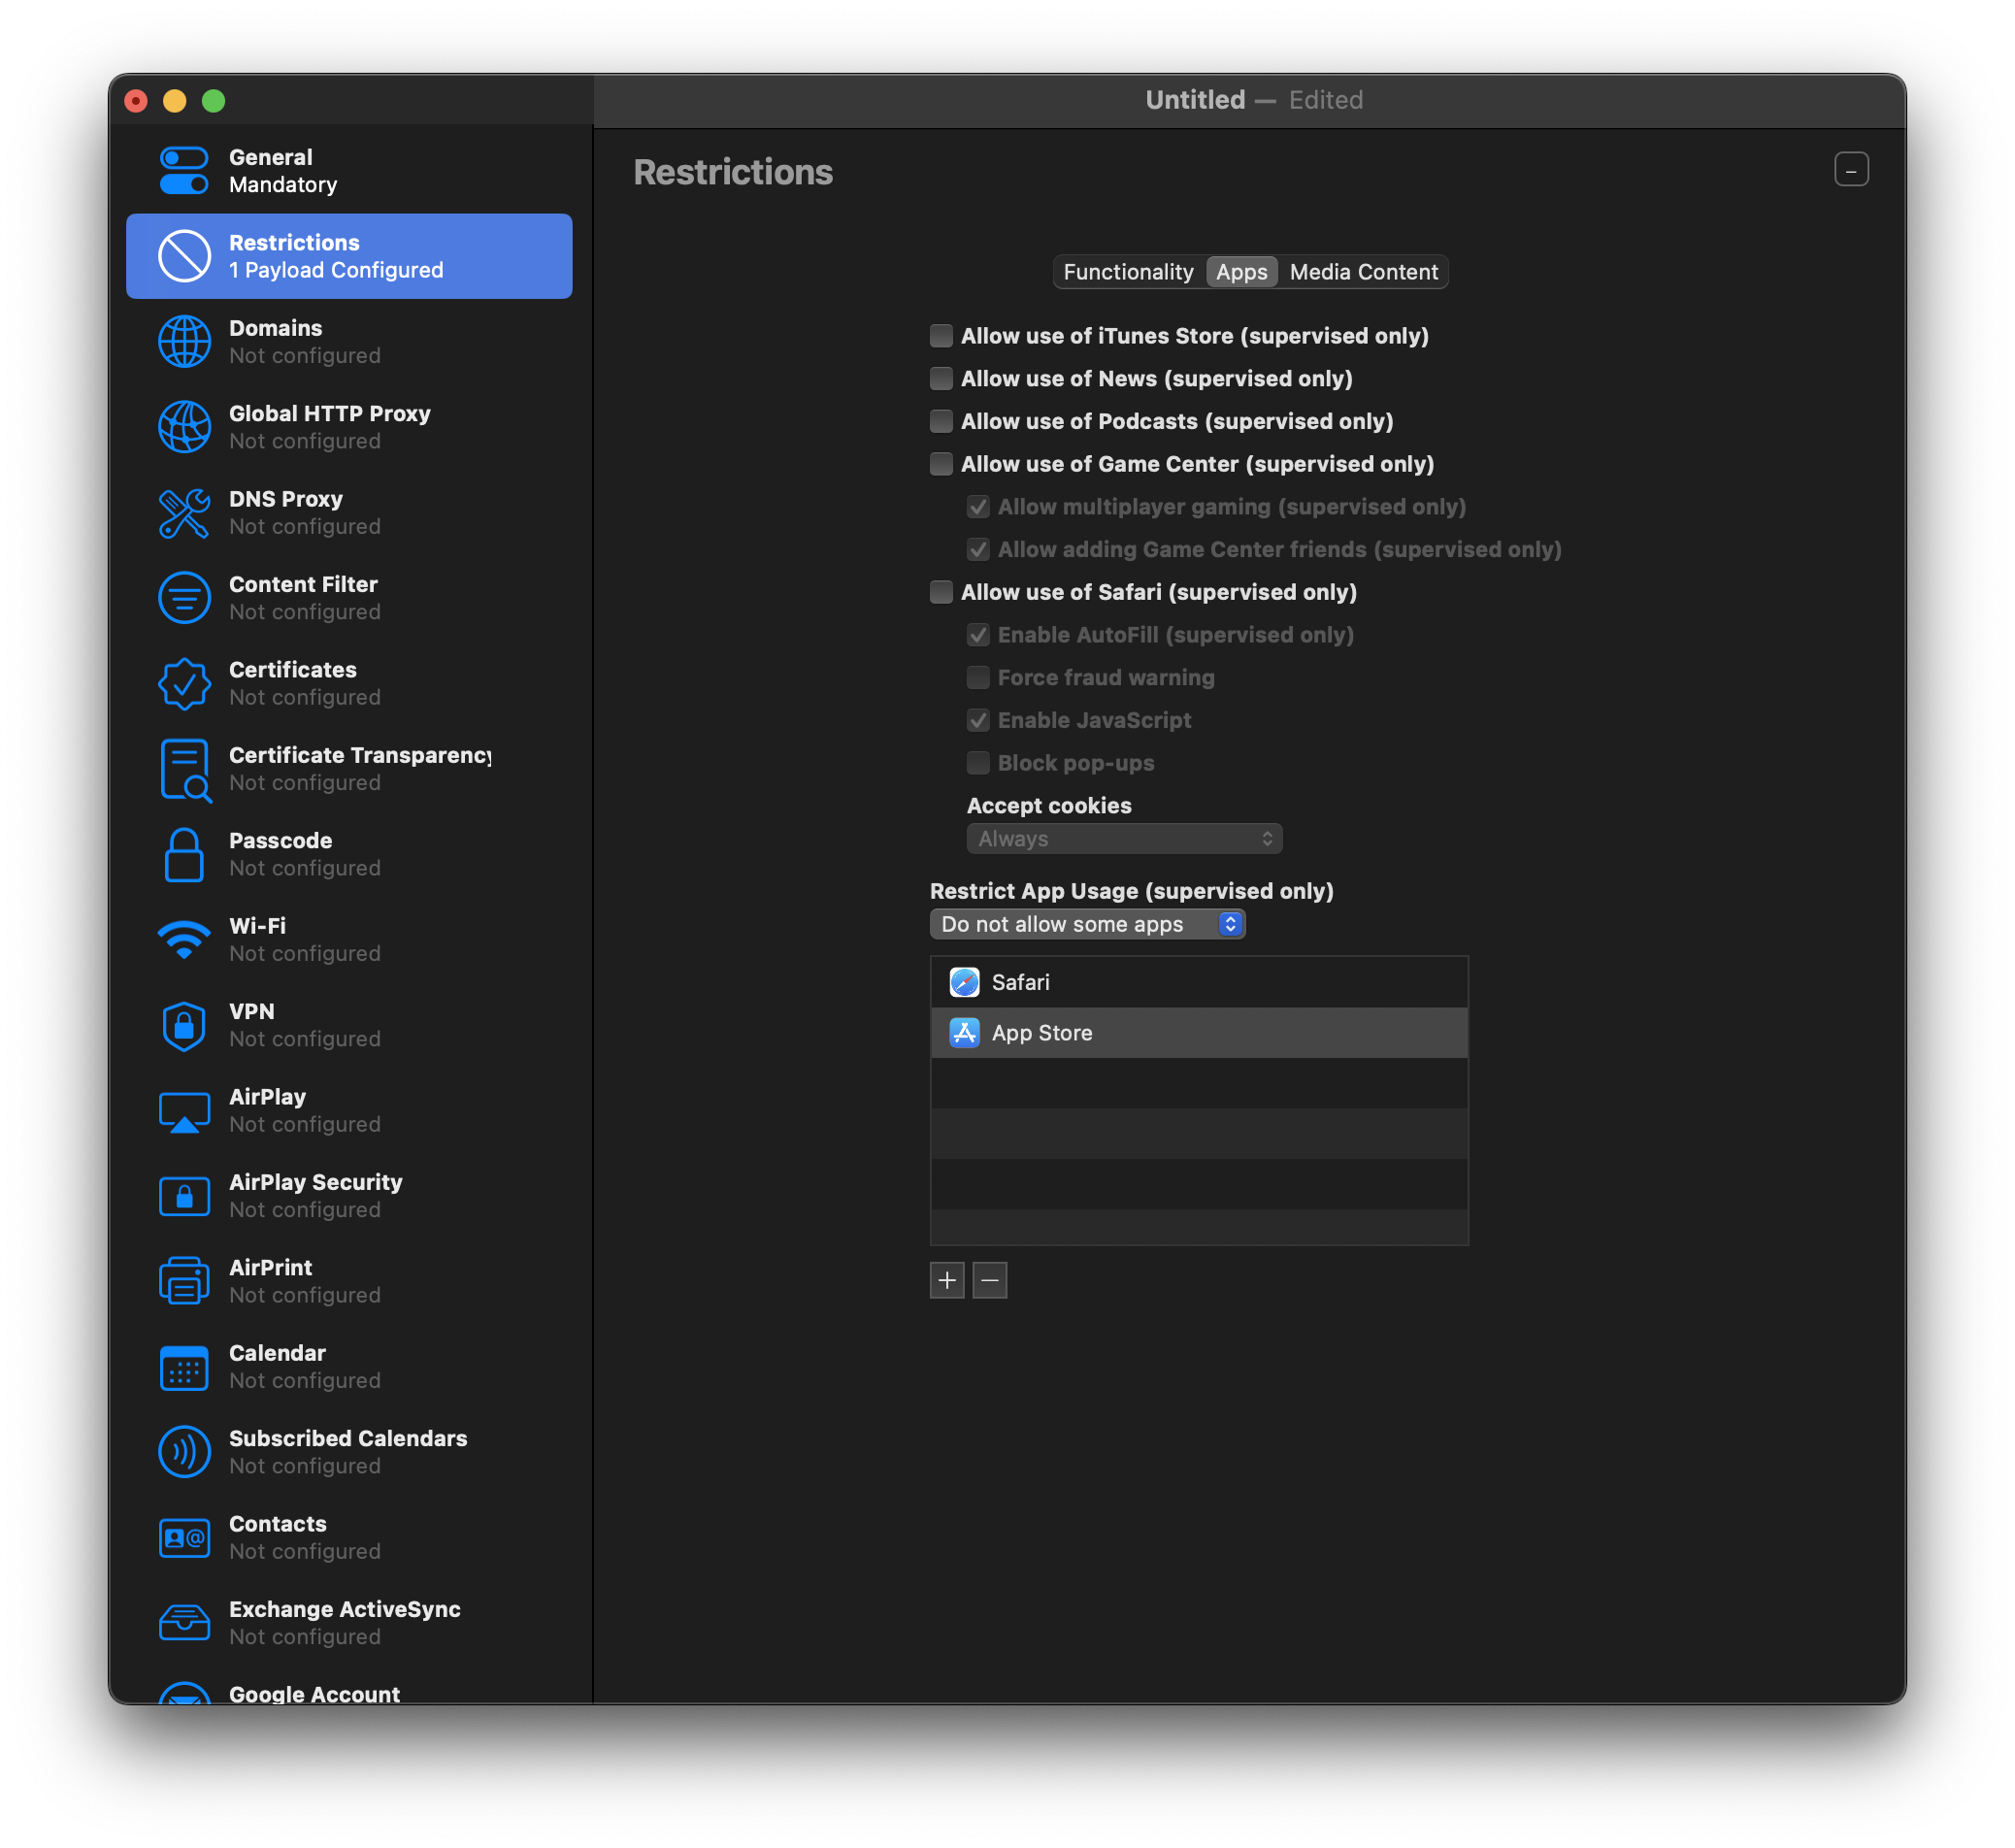 Untitled — Edited
General
Mandatory
Restrictions
1 Payload Configured
Domains
Not configured
Global HTTP Proxy
Not configured
DNS Proxy
Not configured
Content Filter
Not configured
Certificates
Not configured
Certificate Transparency
Not configured
Passcode
Not configured
Wi-Fi
Not configured
VPN
Not configured
AirPlay
Not configured
AirPlay Security
Not configured
AirPrint
Not configured
Calendar
Not configured
Subscribed Calendars
Not configured
Contacts
Not configured
Exchange ActiveSync
Not configured
Google Account
Restrictions
Functionality Apps Media Content
Allow use of iTunes Store (supervised only)
Allow use of News (supervised only)
Allow use of Podcasts (supervised only)
Allow use of Game Center (supervised only)
Allow multiplayer gaming (supervised only)
Allow adding Game Center friends (supervised only)
Allow use of Safari (supervised only)
Enable AutoFill (supervised only)
Force fraud warning
Enable JavaScript
Block pop-ups
Accept cookies
Always
Restrict App Usage (supervised only)
Do not allow some apps
Safari
App Store